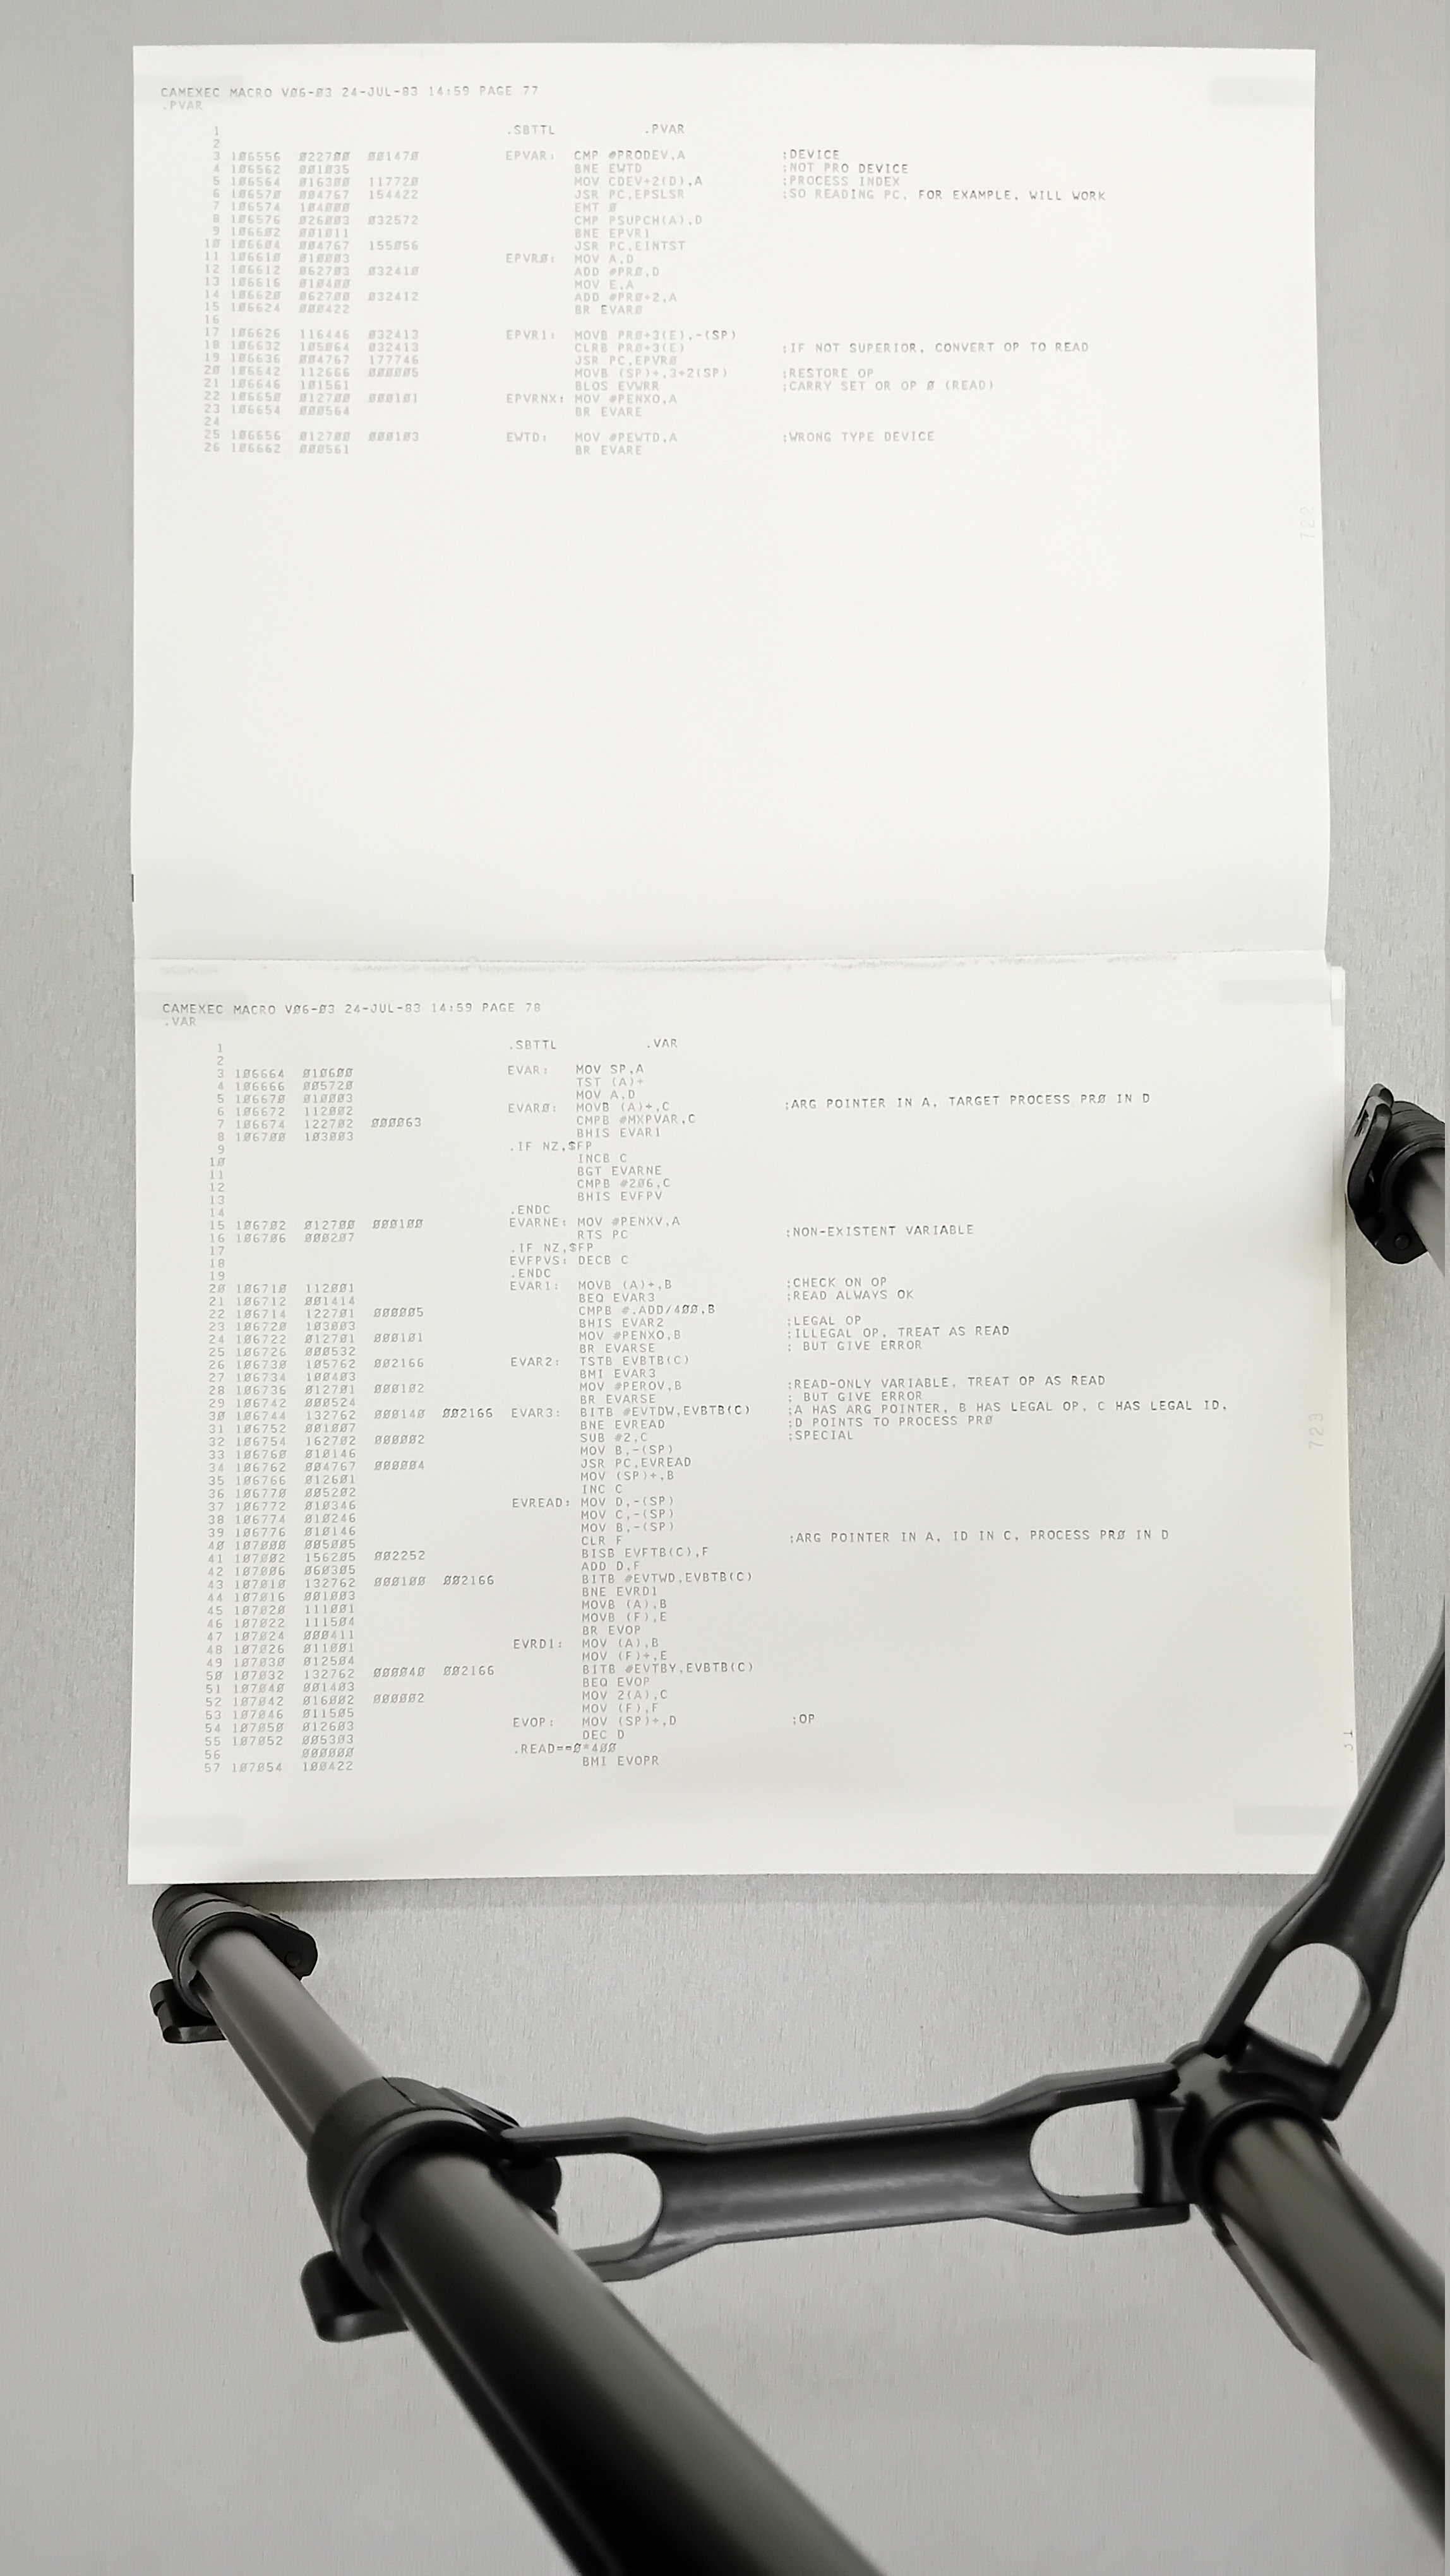 CAMEXEC MACRO VØ6-Ø3 24-JUL-83 14:59 PAGE 77
.PVAR
1 .SBTTL .PVAR
2
3 1Ø6556 Ø227ØØ ØØ147Ø EPVAR: CMP #PRODEV,A ;DEVICE
4 1Ø6562 ØØ1Ø35 BNE EWTD ;NOT PRO DEVICE
5 1Ø6564 Ø163ØØ 11772Ø MOV CDEV+2(D),A ;PROCESS INDEX
6 1Ø657Ø ØØ4767 154422 JSR PC,EPSLSR ;SO READING PC, FOR EXAMPLE, WILL WORK
7 1Ø6574 1Ø4ØØØ EMT Ø
8 1Ø6576 Ø26ØØ3 Ø32572 CMP PSUPCH(A),D
9 1Ø66Ø2 ØØ1Ø11 BNE EPVR1
1Ø 1Ø66Ø4 ØØ4767 155Ø56 JSR PC,EINTST
11 1Ø661Ø Ø1ØØØ3 EPVRØ: MOV A,D
12 1Ø6612 Ø627Ø3 Ø3241Ø ADD #PRØ,D
13 1Ø6616 Ø1Ø4ØØ MOV E,A
14 1Ø662Ø Ø627ØØ Ø32412 ADD #PRØ+2,A
15 1Ø6624 ØØØ422 BR EVARØ
16
17 1Ø6626 116446 Ø32413 EPVR1: MOVB PRØ+3(E),-(SP)
18 1Ø6632 1Ø5Ø64 Ø32413 CLRB PRØ+3(E) ;IF NOT SUPERIOR, CONVERT OP TO READ
19 1Ø6636 ØØ4767 177746 JSR PC,EPVRØ
2Ø 1Ø6642 112666 ØØØØØ5 MOVB (SP)+,3+2(SP) ;RESTORE OP
21 1Ø6646 1Ø1561 BLOS EVWRR ;CARRY SET OR OP Ø (READ)
22 1Ø665Ø Ø127ØØ ØØØ1Ø1 EPVRNX: MOV #PENXO,A
23 1Ø6654 ØØØ564 BR EVARE
24
25 1Ø6656 Ø127ØØ ØØØ1Ø3 EWTD: MOV #PEWTD,A ;WRONG TYPE DEVICE
26 1Ø6662 ØØØ561 BR EVARE
722
CAMEXEC MACRO VØ6-Ø3 24-JUL-83 14:59 PAGE 78
.VAR
1 .SBTTL .VAR
2
3 1Ø6664 Ø1Ø6ØØ EVAR: MOV SP,A
4 1Ø6666 ØØ572Ø TST (A)+
5 1Ø667Ø Ø1ØØØ3 MOV A,D
6 1Ø6672 112ØØ2 EVARØ: MOVB (A)+,C ;ARG POINTER IN A, TARGET PROCESS PRØ IN D
7 1Ø6674 1227Ø2 ØØØØ63 CMPB #MXPVAR,C
8 1Ø67ØØ 1Ø3ØØ3 BHIS EVAR1
9 .IF NZ,$FP
1Ø INCB C
11 BGT EVARNE
12 CMPB #2Ø6,C
13 BHIS EVFPV
14 .ENDC
15 1Ø67Ø2 Ø127ØØ ØØØ1ØØ EVARNE: MOV #PENXV,A
16 1Ø67Ø6 ØØØ2Ø7 RTS PC ;NON-EXISTENT VARIABLE
17 .IF NZ,$FP
18 EVFPVS: DECB C
19 .ENDC
2Ø 1Ø671Ø 112ØØ1 EVAR1: MOVB (A)+,B ;CHECK ON OP
21 1Ø6712 ØØ1414 BEQ EVAR3 ;READ ALWAYS OK
22 1Ø6714 1227Ø1 ØØØØØ5 CMPB #.ADD/4ØØ,B
23 1Ø672Ø 1Ø3ØØ3 BHIS EVAR2 ;LEGAL OP
24 1Ø6722 Ø127Ø1 ØØØ1Ø1 MOV #PENXO,B ;ILLEGAL OP, TREAT AS READ
25 1Ø6726 ØØØ532 BR EVARSE ; BUT GIVE ERROR
26 1Ø673Ø 1Ø5762 ØØ2166 EVAR2: TSTB EVBTB(C)
27 1Ø6734 1ØØ4Ø3 BMI EVAR3
28 1Ø6736 Ø127Ø1 ØØØ1Ø2 MOV #PEROV,B ;READ-ONLY VARIABLE, TREAT OP AS READ
29 1Ø6742 ØØØ524 BR EVARSE ; BUT GIVE ERROR
3Ø 1Ø6744 132762 ØØØ14Ø ØØ2166 EVAR3: BITB #EVTDW,EVBTB(C) ;A HAS ARG POINTER, B HAS LEGAL OP, C HAS LEGAL ID,
31 1Ø6752 ØØ1ØØ7 BNE EVREAD ;D POINTS TO PROCESS PRØ
32 1Ø6754 1627Ø2 ØØØØØ2 SUB #2,C ;SPECIAL
33 1Ø676Ø Ø1Ø146 MOV B,-(SP)
34 1Ø6762 ØØ4767 ØØØØØ4 JSR PC,EVREAD
35 1Ø6766 Ø126Ø1 MOV (SP)+,B
36 1Ø677Ø ØØ52Ø2 INC C
37 1Ø6772 Ø1Ø346 EVREAD: MOV D,-(SP)
38 1Ø6774 Ø1Ø246 MOV C,-(SP)
39 1Ø6776 Ø1Ø146 MOV B,-(SP)
4Ø 1Ø7ØØØ ØØ5ØØ5 CLR F ;ARG POINTER IN A, ID IN C, PROCESS PRØ IN D
41 1Ø7ØØ2 1562Ø5 ØØ2252 BISB EVFTB(C),F
42 1Ø7ØØ6 Ø6Ø3Ø5 ADD D,F
43 1Ø7Ø1Ø 132762 ØØØ1ØØ ØØ2166 BITB #EVTWD,EVBTB(C)
44 1Ø7Ø16 ØØ1ØØ3 BNE EVRD1
45 1Ø7Ø2Ø 111ØØ1 MOVB (A),B
46 1Ø7Ø22 1115Ø4 MOVB (F),E
47 1Ø7Ø24 ØØØ411 BR EVOP
48 1Ø7Ø26 Ø11ØØ1 EVRD1: MOV (A),B
49 1Ø7Ø3Ø Ø125Ø4 MOV (F)+,E
5Ø 1Ø7Ø32 132762 ØØØØ4Ø ØØ2166 BITB #EVTBY,EVBTB(C)
51 1Ø7Ø4Ø ØØ14Ø3 BEQ EVOP
52 1Ø7Ø42 Ø16ØØ2 ØØØØØ2 MOV 2(A),C
53 1Ø7Ø46 Ø115Ø5 MOV (F),F
54 1Ø7Ø5Ø Ø126Ø3 EVOP: MOV (SP)+,D ;OP
55 1Ø7Ø52 ØØ53Ø3 DEC D
56 ØØØØØØ .READ==Ø*4ØØ
57 1Ø7Ø54 1ØØ422 BMI EVOPR
723